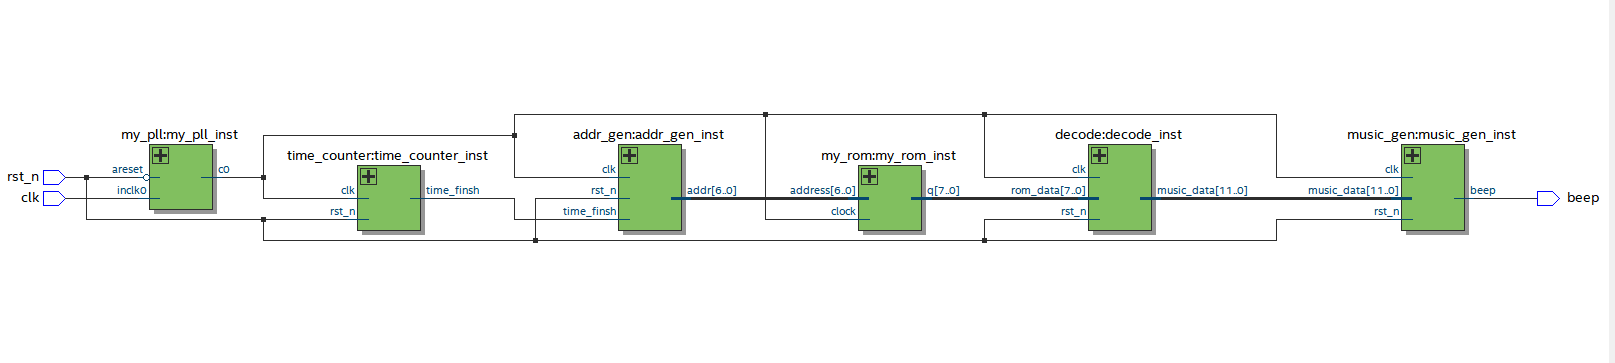 my_pll:my_pll_inst
addr_gen:addr_gen_inst
decode:decode_inst
music_gen:music_gen_inst
time_counter:time_counter_inst
my_rom:my_rom_inst
rst_n
areset
c0
clk
clk
clk
clk
inclk0
clk
time_finsh
rst_n
addr[6..0]
address[6..0]
q[7..0]
rom_data[7..0]
music_data[11..0]
music_data[11..0]
beep
beep
rst_n
time_finsh
clock
rst_n
rst_n